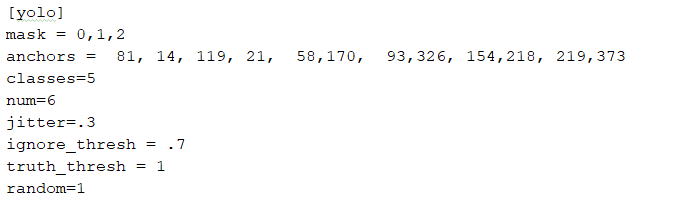 [yolo]
mask = 0,1,2
anchors =  81, 14, 119, 21,  58,170,  93,326, 154,218, 219,373
classes=5
num=6
jitter=.3
ignore_thresh = .7
truth_thresh = 1
random=1